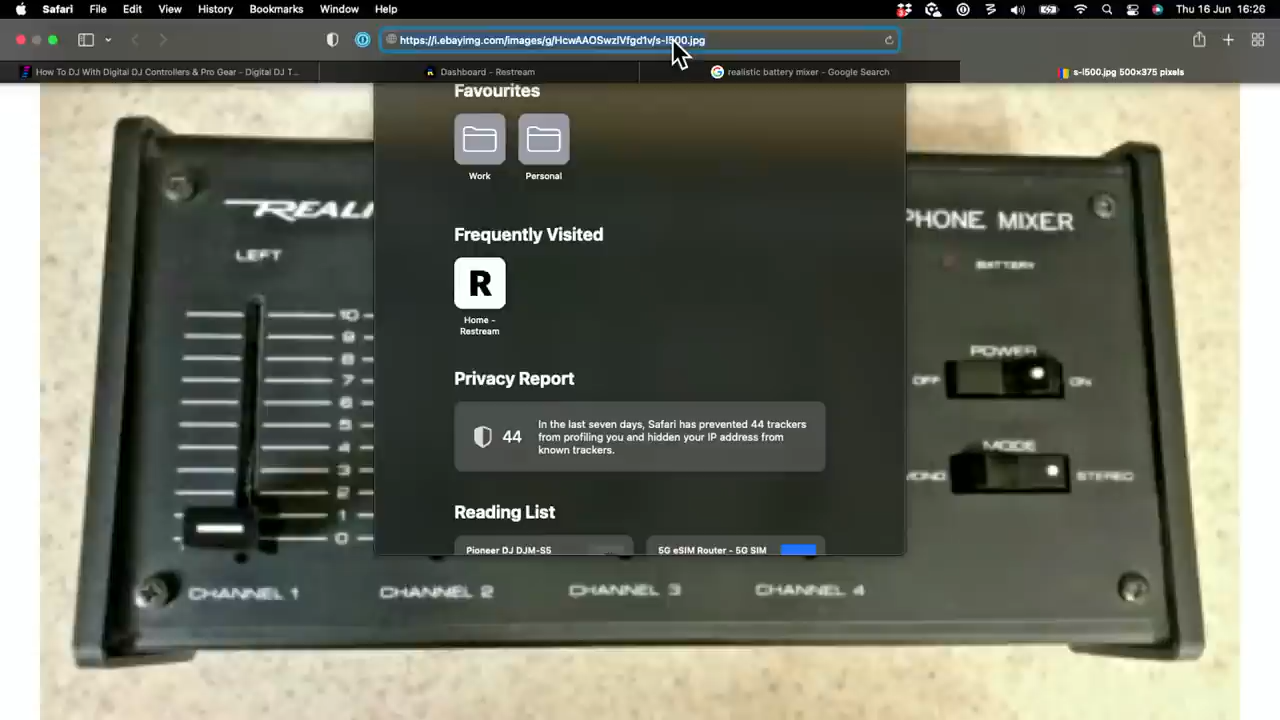 Safari File Edit View History Bookmarks Window Help Thu 16 Jun 16:26
https://i.ebayimg.com/images/g/HcwAAOSwzlVfgd1v/s-l500.jpg
How To DJ With Digital DJ Controllers & Pro Gear - Digital DJ T... Dashboard - Restream realistic battery mixer - Google Search s-l500.jpg 500×375 pixels
Favourites
Work Personal
Frequently Visited
R
Home -
Restream
Privacy Report
44
In the last seven days, Safari has prevented 44 trackers
from profiling you and hidden your IP address from
known trackers.
Reading List
Pioneer DJ DJM-S5 5G eSIM Router - 5G SIM
REALI PHONE MIXER
LEFT BATTERY
10
9
8
7
6
5
4
3
2
1
0
POWER
OFF ON
MODE
ONO STEREO
CHANNEL 1 CHANNEL 2 CHANNEL 3 CHANNEL 4